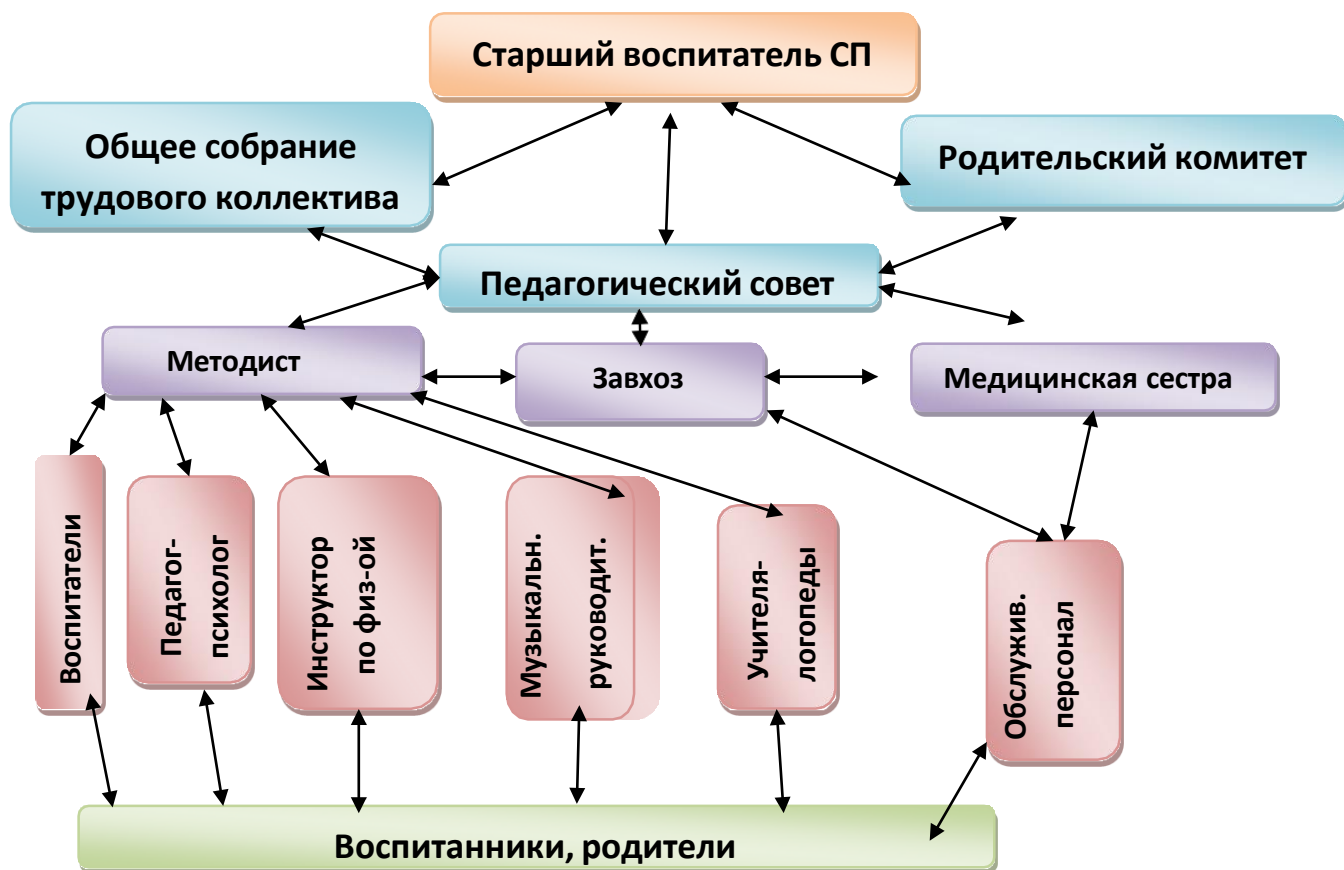 Старший воспитатель СП
Общее собрание
трудового коллектива
Родительский комитет
Педагогический совет
Методист
Завхоз
Медицинская сестра
Воспитатели
Педагог-
психолог
Инструктор
по физ-ой
Музыкальн.
руководит.
Учителя-
логопеды
Обслужив.
персонал
Воспитанники, родители